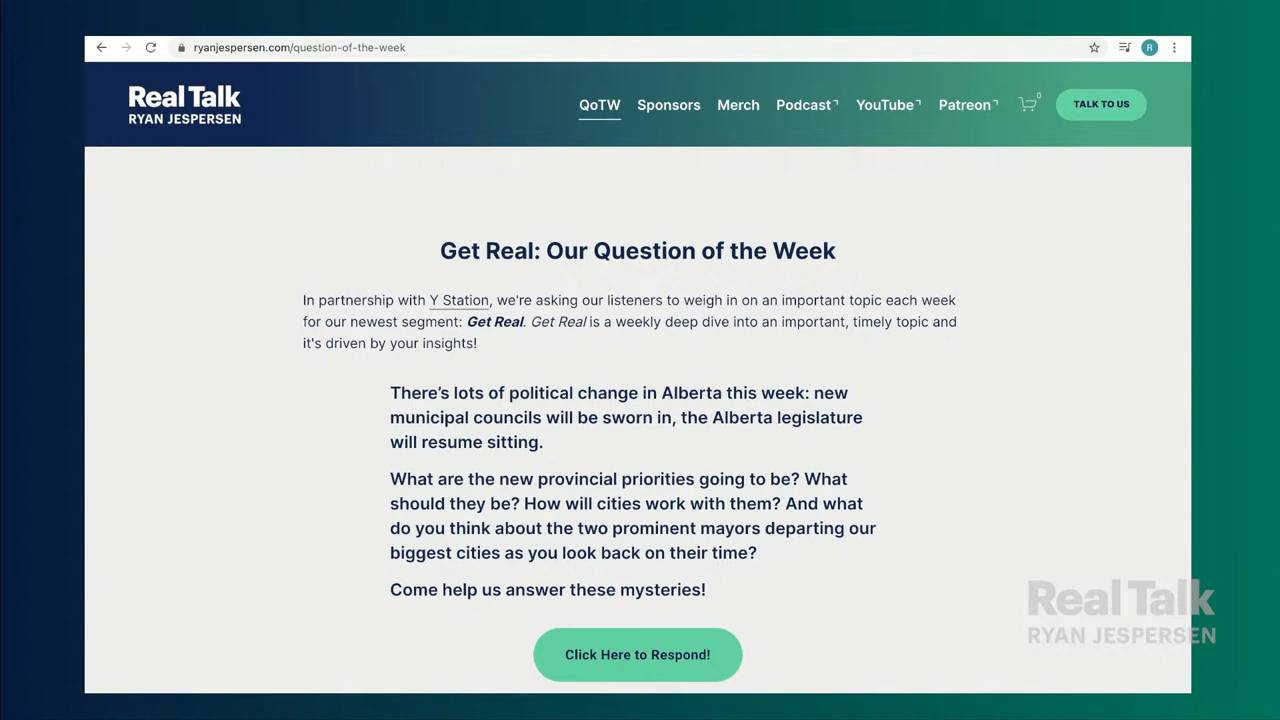 ryanjespersen.com/question-of-the-week
R
Real Talk
RYAN JESPERSEN
QoTW Sponsors Merch Podcast YouTube Patreon 0 TALK TO US
Get Real: Our Question of the Week
In partnership with Y Station, we're asking our listeners to weigh in on an important topic each week
for our newest segment: Get Real. Get Real is a weekly deep dive into an important, timely topic and
it's driven by your insights!
There's lots of political change in Alberta this week: new
municipal councils will be sworn in, the Alberta legislature
will resume sitting.
What are the new provincial priorities going to be? What
should they be? How will cities work with them? And what
do you think about the two prominent mayors departing our
biggest cities as you look back on their time?
Come help us answer these mysteries!
Click Here to Respond!
Real Talk
RYAN JESPERSEN